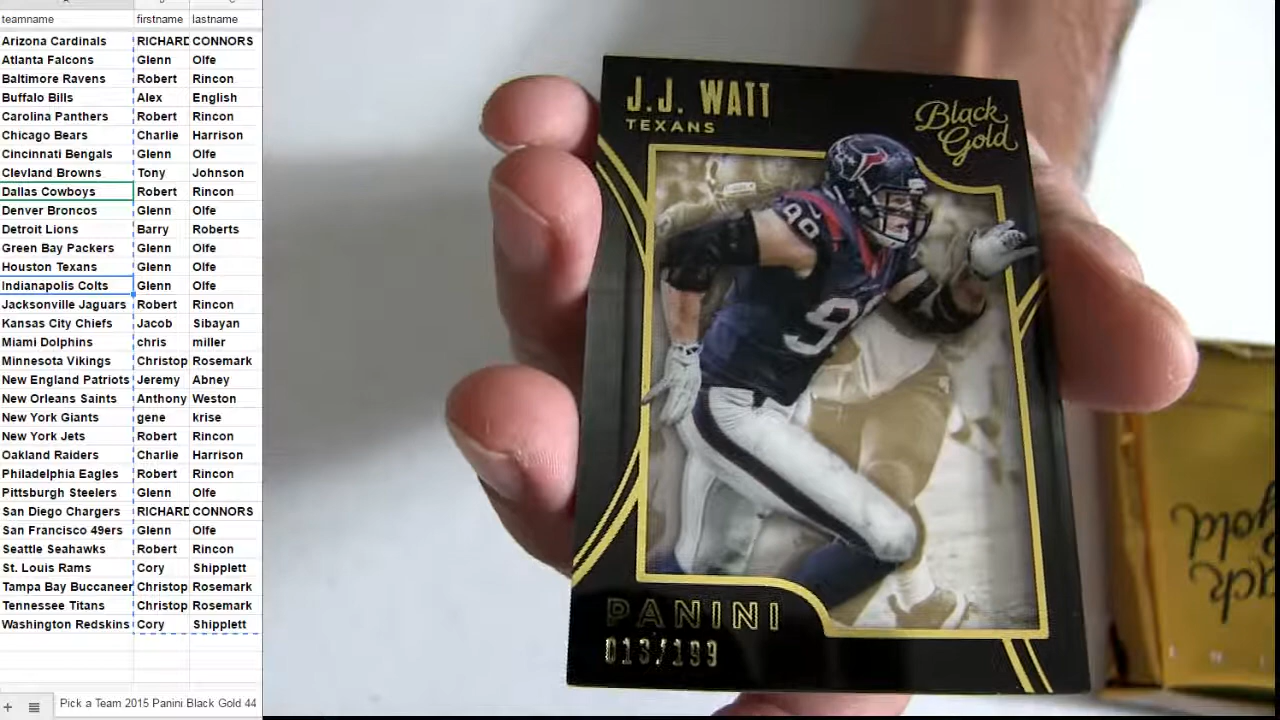 teamname firstname lastname
Arizona Cardinals RICHARD CONNORS
Atlanta Falcons Glenn Olfe
Baltimore Ravens Robert Rincon
Buffalo Bills Alex English
Carolina Panthers Robert Rincon
Chicago Bears Charlie Harrison
Cincinnati Bengals Glenn Olfe
Clevland Browns Tony Johnson
Dallas Cowboys Robert Rincon
Denver Broncos Glenn Olfe
Detroit Lions Barry Roberts
Green Bay Packers Glenn Olfe
Houston Texans Glenn Olfe
Indianapolis Colts Glenn Olfe
Jacksonville Jaguars Robert Rincon
Kansas City Chiefs Jacob Sibayan
Miami Dolphins chris miller
Minnesota Vikings Christop Rosemark
New England Patriots Jeremy Abney
New Orleans Saints Anthony Weston
New York Giants gene krise
New York Jets Robert Rincon
Oakland Raiders Charlie Harrison
Philadelphia Eagles Robert Rincon
Pittsburgh Steelers Glenn Olfe
San Diego Chargers RICHARD CONNORS
San Francisco 49ers Glenn Olfe
Seattle Seahawks Robert Rincon
St. Louis Rams Cory Shipplett
Tampa Bay Buccaneer Christop Rosemark
Tennessee Titans Christop Rosemark
Washington Redskins Cory Shipplett
Pick a Team 2015 Panini Black Gold 44
J.J. WATT
TEXANS
Black
Gold
99
PANINI
013/199
Gold